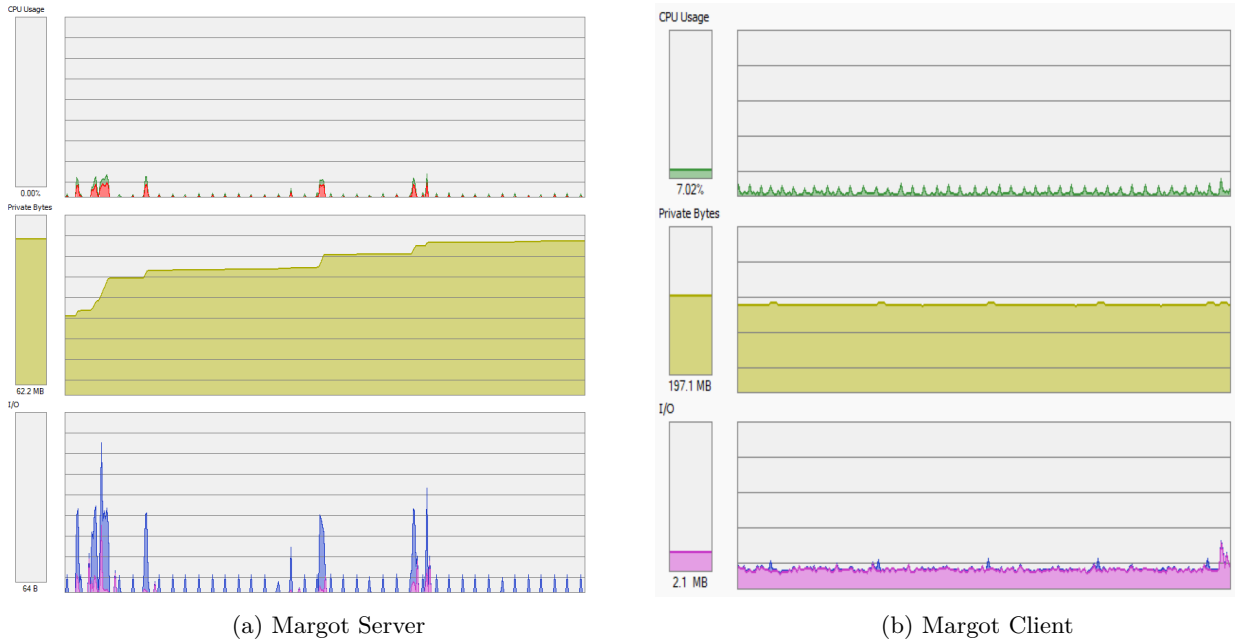 CPU Usage
0.00%
Private Bytes
62.2 MB
I/O
64 B
(a) Margot Server
CPU Usage
7.02%
Private Bytes
197.1 MB
I/O
2.1 MB
(b) Margot Client